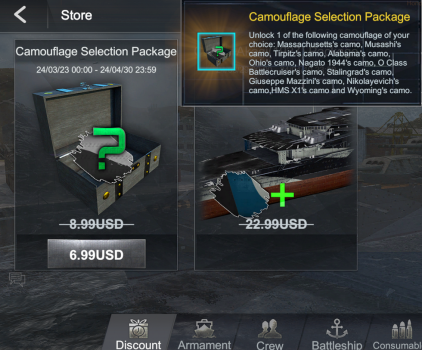 Store
Camouflage Selection Package
Unlock 1 of the following camouflage of your
choice: Massachusetts's camo, Musashi's
camo, Tirpitz's camo, Alabama's camo,
Ohio's camo, Nagato 1944's camo, O Class
Battlecruiser's camo, Stalingrad's camo,
Giuseppe Mazzini's camo, Nikolayevich's
camo,HMS X1's camo and Wyoming's camo.
Camouflage Selection Package
24/03/23 00:00 - 24/04/30 23:59
?
8.99USD
6.99USD
+
22.99USD
Discount
Armament
Crew
Battleship
Consumabl